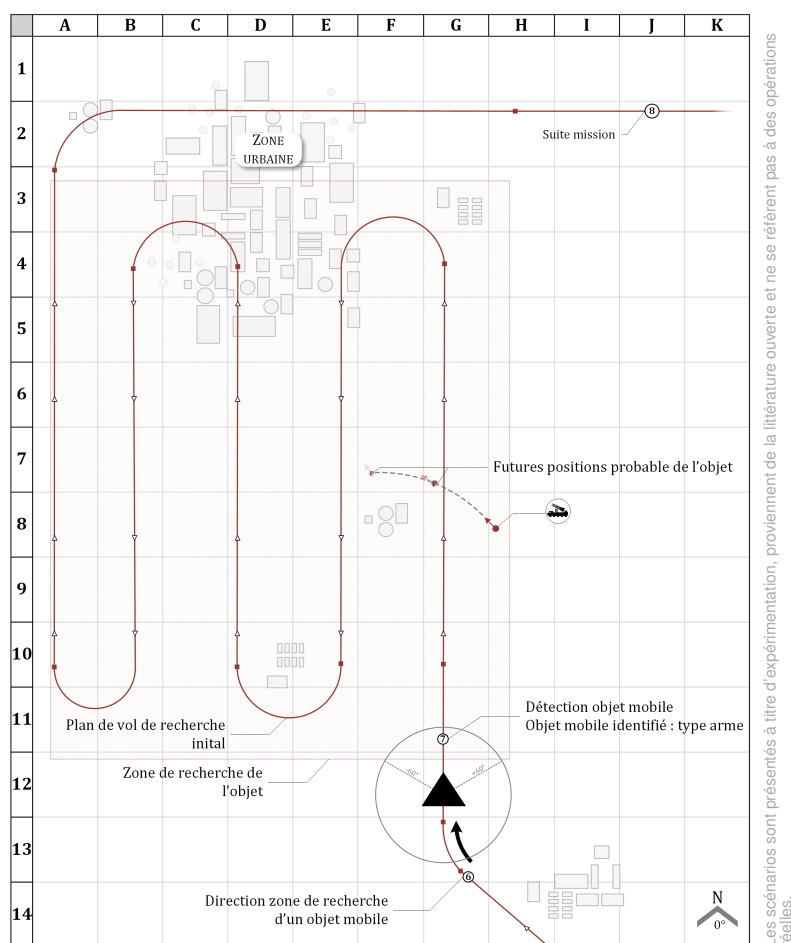 A B C D E F G H I J K
1
2
3
4
5
6
7
8
9
10
11
12
13
14
8
Suite mission
ZONE
URBAINE
Futures positions probable de l'objet
P
P
Détection objet mobile
Objet mobile identifié : type arme
7
Plan de vol de recherche
inital
Zone de recherche de
l'objet
-60°
+60°
6
Direction zone de recherche
d'un objet mobile
N
0°
Les scénarios sont présentés à titre d'expérimentation, proviennent de la littérature ouverte et ne se réfèrent pas à des opérations
réelles.